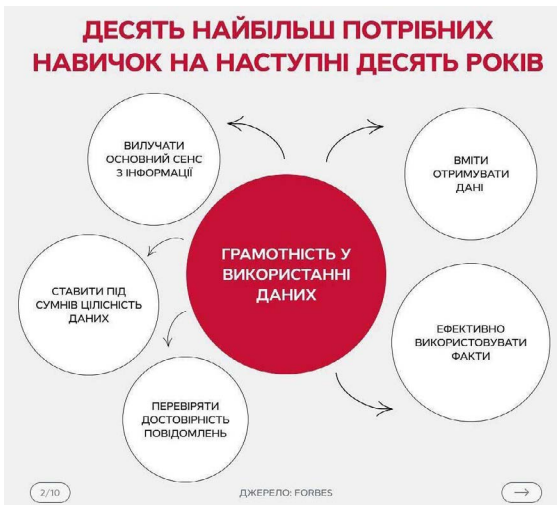 ДЕСЯТЬ НАЙБІЛЬШ ПОТРІБНИХ
НАВИЧОК НА НАСТУПНІ ДЕСЯТЬ РОКІВ
ВИЛУЧАТИ
ОСНОВНИЙ СЕНС
З ІНФОРМАЦІЇ
ВМІТИ
ОТРИМУВАТИ
ДАНІ
ГРАМОТНІСТЬ У
ВИКОРИСТАННІ
ДАНИХ
СТАВИТИ ПІД
СУМНІВ ЦІЛІСНІСТЬ
ДАНИХ
ЕФЕКТИВНО
ВИКОРИСТОВУВАТИ
ФАКТИ
ПЕРЕВІРЯТИ
ДОСТОВІРНІСТЬ
ПОВІДОМЛЕНЬ
2/10
ДЖЕРЕЛО: FORBES